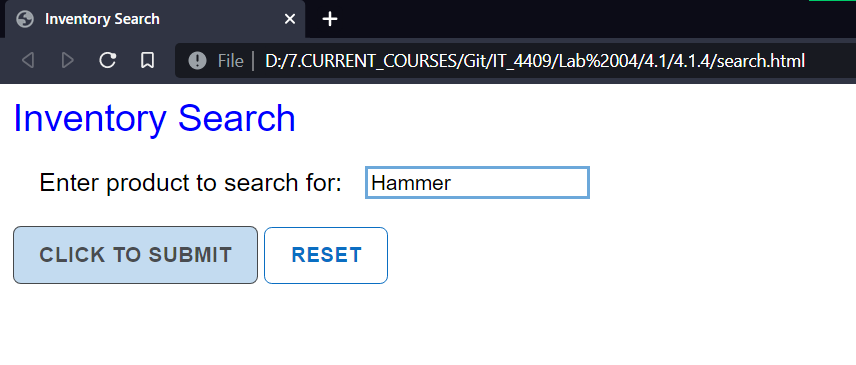 Inventory Search
File D:/7.CURRENT_COURSES/Git/IT_4409/Lab%2004/4.1/4.1.4/search.html
Inventory Search
Enter product to search for: Hammer
CLICK TO SUBMIT RESET